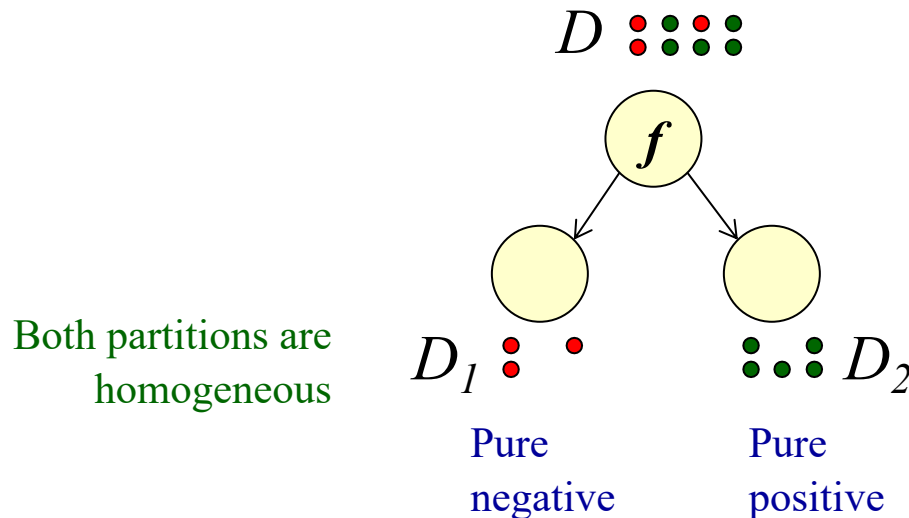 D
f
Both partitions are
homogeneous
D1
D2
Pure
negative
Pure
positive